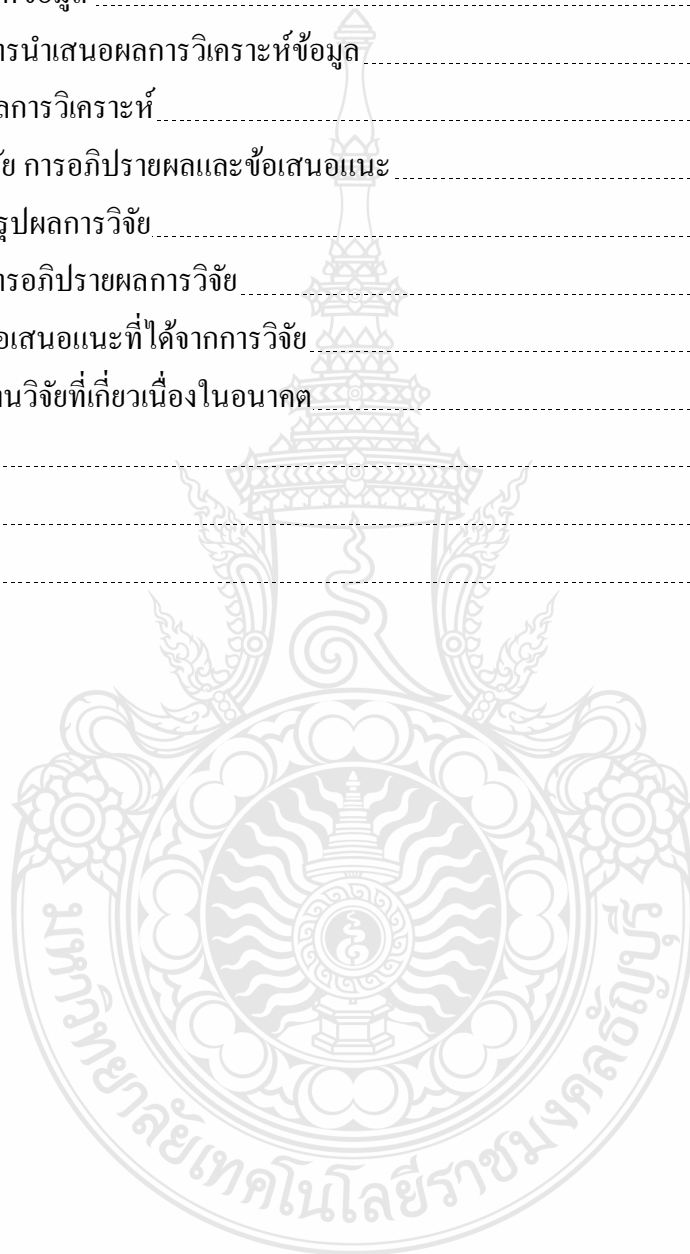 ข้อมูล
รนำเสนอผลการวิเคราะห์ข้อมูล
ลการวิเคราะห์
ัย การอภิปรายผลและข้อเสนอแนะ
รุปผลการวิจัย
ารอภิปรายผลการวิจัย
อเสนอแนะที่ได้จากการวิจัย
านวิจัยที่เกี่ยวเนื่องในอนาคต
มหาวิทยาลัยเทคโนโลยีราชมงคลธัญบุรี